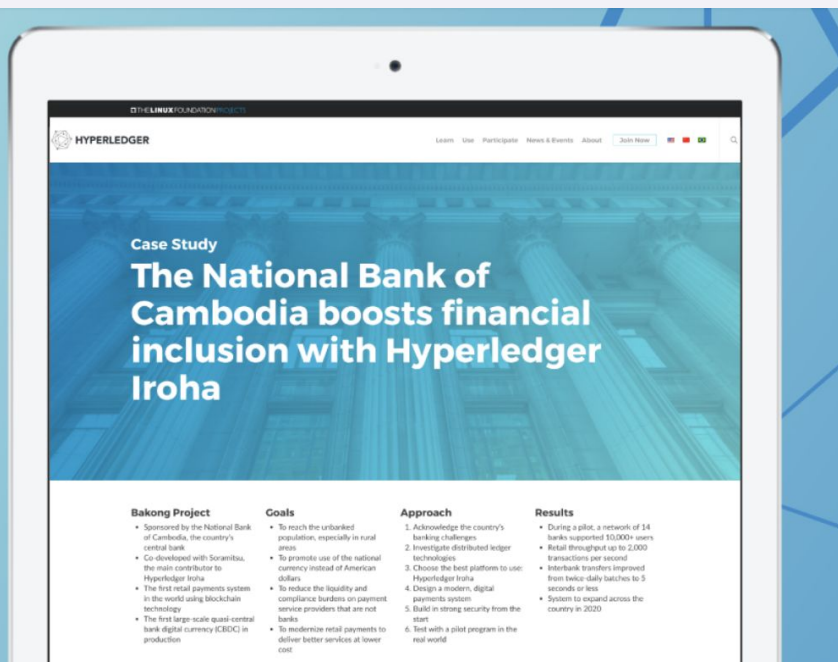 THE LINUX FOUNDATION PROJECTS
HYPERLEDGER
Learn Use Participate News & Events About Join Now
Case Study
The National Bank of
Cambodia boosts financial
inclusion with Hyperledger
Iroha
Bakong Project
• Sponsored by the National Bank
of Cambodia, the country's
central bank
• Co-developed with Soramitsu,
the main contributor to
Hyperledger Iroha
• The first retail payments system
in the world using blockchain
technology
• The first large-scale quasi-central
bank digital currency (CBDC) in
production
Goals
• To reach the unbanked
population, especially in rural
areas
• To promote use of the national
currency instead of American
dollars
• To reduce the liquidity and
compliance burdens on payment
service providers that are not
banks
• To modernize retail payments to
deliver better services at lower
cost
Approach
1. Acknowledge the country's
banking challenges
2. Investigate distributed ledger
technologies
3. Choose the best platform to use:
Hyperledger Iroha
4. Design a modern, digital
payments system
5. Build in strong security from the
start
6. Test with a pilot program in the
real world
Results
• During a pilot, a network of 14
banks supported 10,000+ users
• Retail throughput up to 2,000
transactions per second
• Interbank transfers improved
from twice-daily batches to 5
seconds or less
• System to expand across the
country in 2020